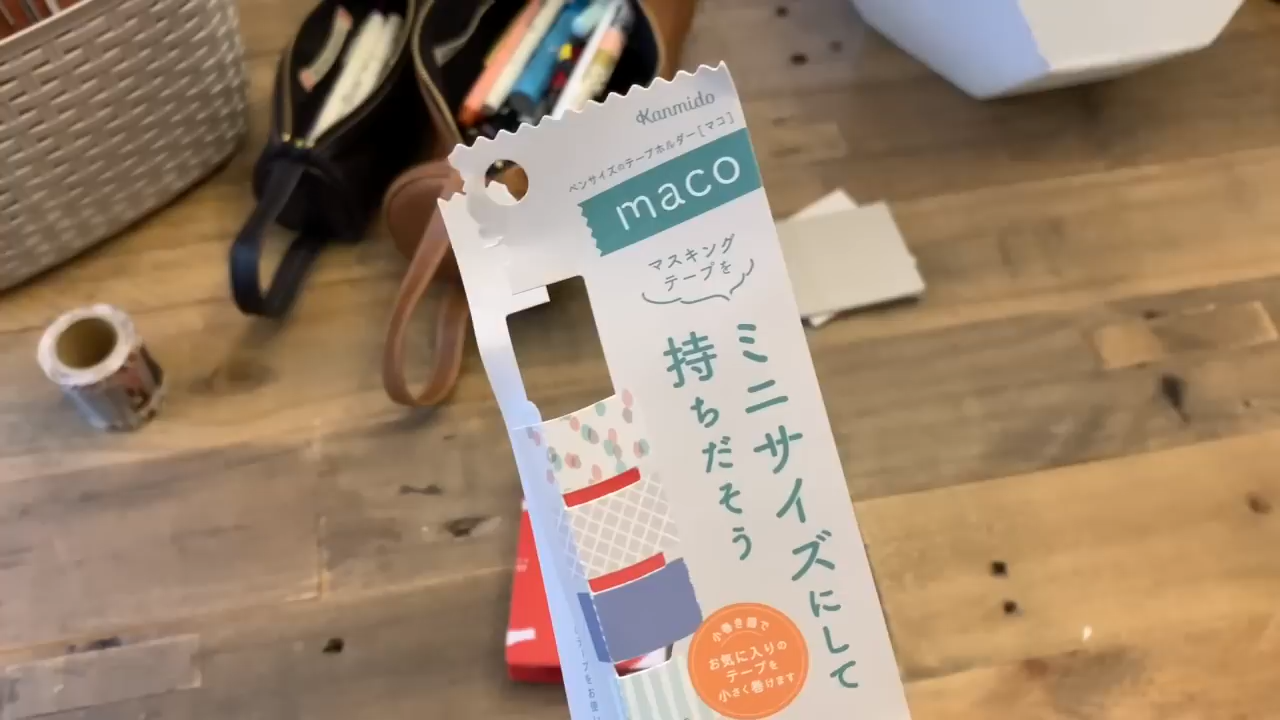 Kanmido
ペンサイズのテープホルダー[マコ]
maco
マスキング
テープを
ミニサイズにして
持ちだそう
小巻き器で
お気に入りの
テープを
小さく巻けます